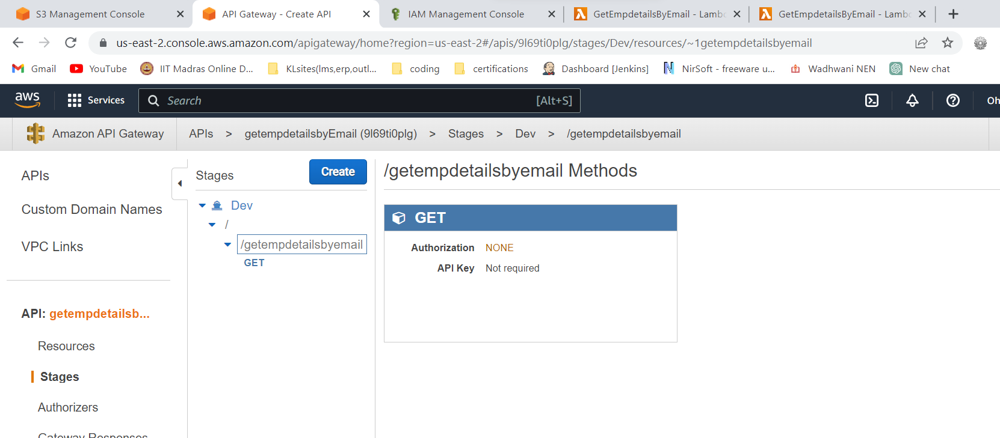 S3 Management Console
API Gateway - Create API
IAM Management Console
GetEmpdetailsByEmail - Lamb
GetEmpdetailsByEmail - Lamb
us-east-2.console.aws.amazon.com/apigateway/home?region=us-east-2#/apis/9l69ti0plg/stages/Dev/resources/~1getempdetailsbyemail
Gmail
YouTube
IIT Madras Online D...
KLsites(lms,erp,outl...
coding
certifications
Dashboard [Jenkins]
NirSoft - freeware u...
Wadhwani NEN
New chat
aws
Services
Search
[Alt+S]
Oh
Amazon API Gateway
APIs > getempdetailsbyEmail (9l69ti0plg) > Stages > Dev > /getempdetailsbyemail
APIs
Custom Domain Names
VPC Links
API: getempdetailsb...
Resources
Stages
Authorizers
Gateway Responses
Stages
Create
Dev
/
/getempdetailsbyemail
GET
/getempdetailsbyemail Methods
GET
Authorization NONE
API Key Not required